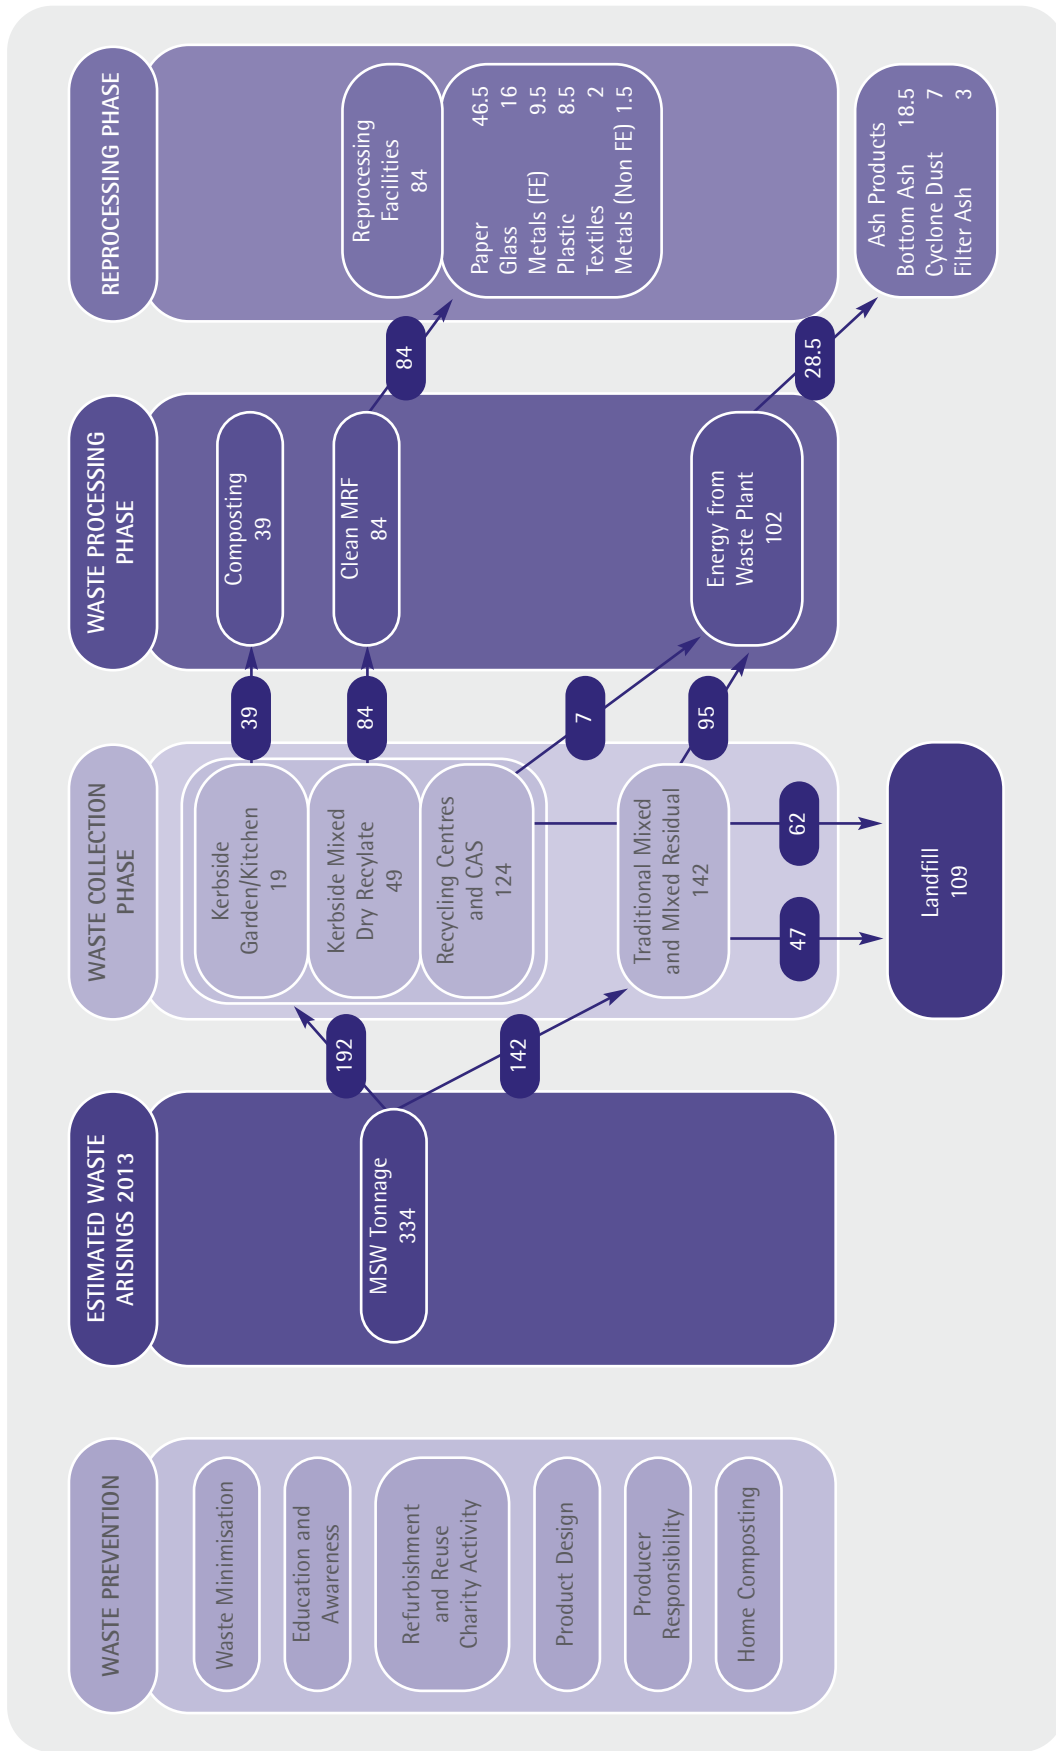 WASTE PREVENTION
Waste Minimisation
Education and
Awareness
Refurbishment
and Reuse
Charity Activity
Product Design
Producer
Responsibility
Home Composting
ESTIMATED WASTE
ARISINGS 2013
MSW Tonnage
334
192
142
WASTE COLLECTION
PHASE
Kerbside
Garden/Kitchen
19
Kerbside Mixed
Dry Recylate
49
Recycling Centres
and CAS
124
Traditional Mixed
and MIxed Residual
142
47
62
Landfill
109
39
84
7
95
WASTE PROCESSING
PHASE
Composting
39
Clean MRF
84
Energy from
Waste Plant
102
84
28.5
REPROCESSING PHASE
Reprocessing
Facilities
84
Paper 46.5
Glass 16
Metals (FE) 9.5
Plastic 8.5
Textiles 2
Metals (Non FE) 1.5
Ash Products
Bottom Ash 18.5
Cyclone Dust 7
Filter Ash 3